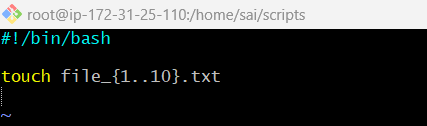 root@ip-172-31-25-110:/home/sai/scripts
#!/bin/bash
touch file_{1..10}.txt
~